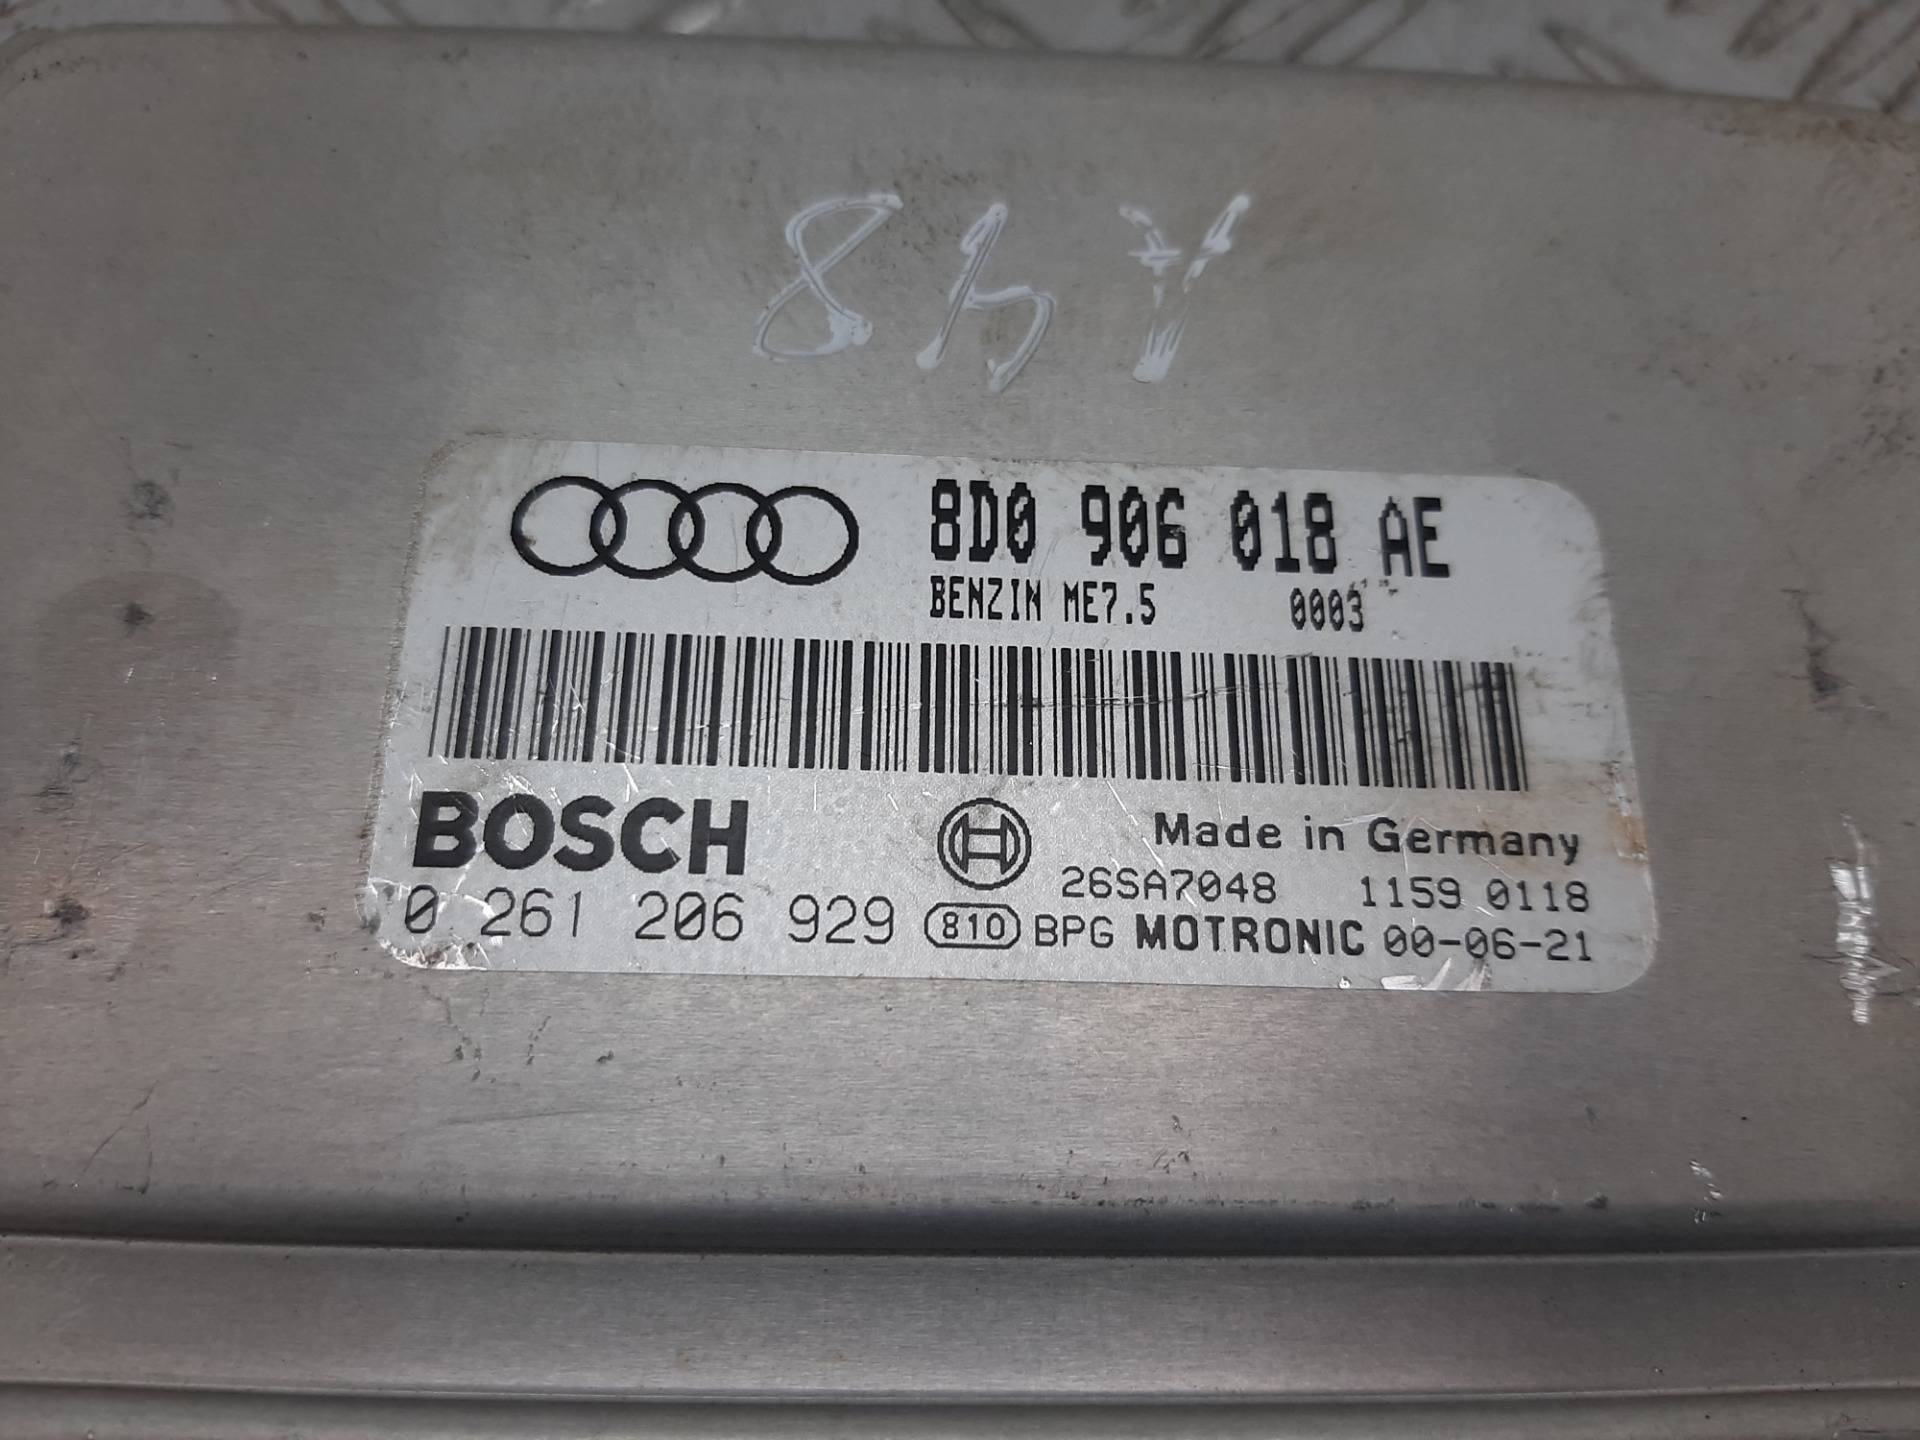 8D0 906 018 AE
BENZIN ME7.5 0003
BOSCH
Made in Germany
26SA7048 1159 0118
0 261 206 929 810 BPG MOTRONIC 00-06-21